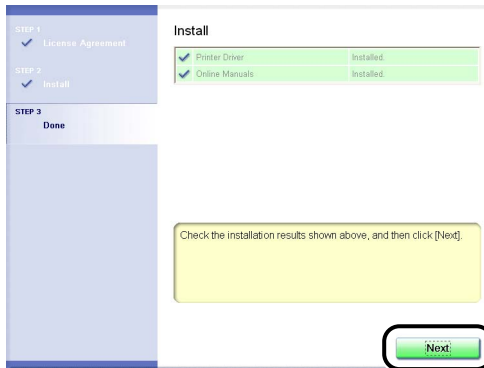 STEP 1
License Agreement
STEP 2
Install
STEP 3
Done
Install
Printer Driver Installed.
Online Manuals Installed.
Check the installation results shown above, and then click [Next].
Next